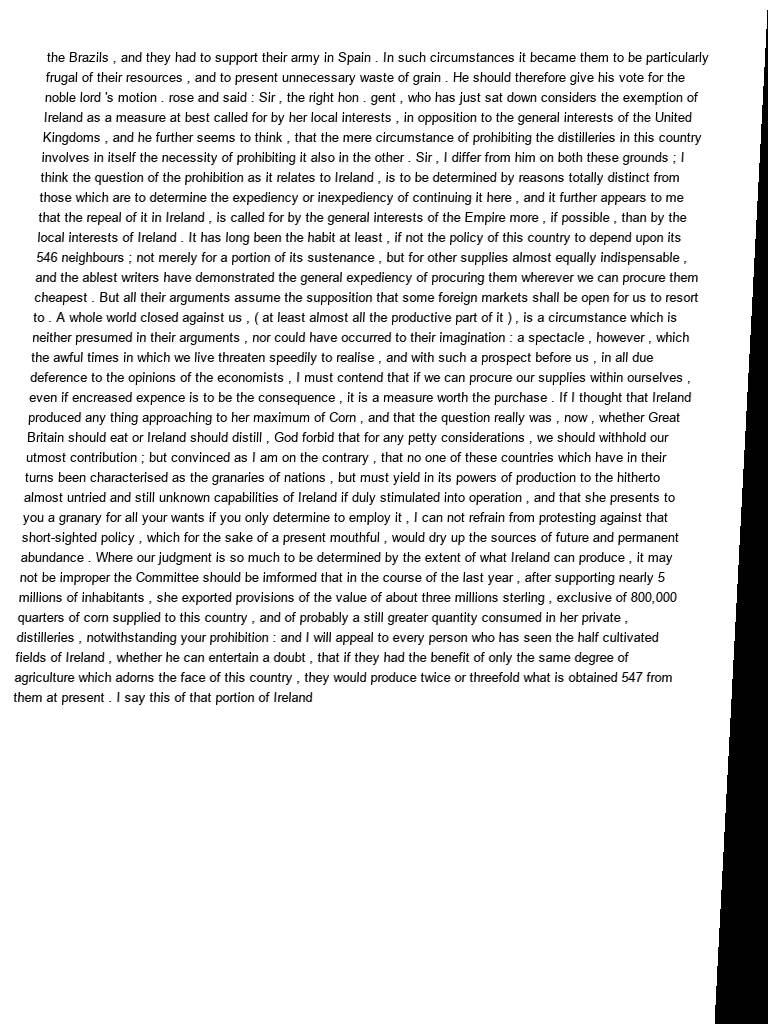 the Brazils , and they had to support their army in Spain . In such circumstances it became them to be particularly
frugal of their resources , and to present unnecessary waste of grain . He should therefore give his vote for the
noble lord 's motion . rose and said : Sir , the right hon . gent , who has just sat down considers the exemption of
Ireland as a measure at best called for by her local interests , in opposition to the general interests of the United
Kingdoms , and he further seems to think , that the mere circumstance of prohibiting the distilleries in this country
involves in itself the necessity of prohibiting it also in the other . Sir , I differ from him on both these grounds ; I
think the question of the prohibition as it relates to Ireland , is to be determined by reasons totally distinct from
those which are to determine the expediency or inexpediency of continuing it here , and it further appears to me
that the repeal of it in Ireland , is called for by the general interests of the Empire more , if possible , than by the
local interests of Ireland . It has long been the habit at least , if not the policy of this country to depend upon its
546 neighbours ; not merely for a portion of its sustenance , but for other supplies almost equally indispensable ,
and the ablest writers have demonstrated the general expediency of procuring them wherever we can procure them
cheapest . But all their arguments assume the supposition that some foreign markets shall be open for us to resort
to . A whole world closed against us , ( at least almost all the productive part of it ) , is a circumstance which is
neither presumed in their arguments , nor could have occurred to their imagination : a spectacle , however , which
the awful times in which we live threaten speedily to realise , and with such a prospect before us , in all due
deference to the opinions of the economists , I must contend that if we can procure our supplies within ourselves ,
even if encreased expence is to be the consequence , it is a measure worth the purchase . If I thought that Ireland
produced any thing approaching to her maximum of Corn , and that the question really was , now , whether Great
Britain should eat or Ireland should distill , God forbid that for any petty considerations , we should withhold our
utmost contribution ; but convinced as I am on the contrary , that no one of these countries which have in their
turns been characterised as the granaries of nations , but must yield in its powers of production to the hitherto
almost untried and still unknown capabilities of Ireland if duly stimulated into operation , and that she presents to
you a granary for all your wants if you only determine to employ it , I can not refrain from protesting against that
short-sighted policy , which for the sake of a present mouthful , would dry up the sources of future and permanent
abundance . Where our judgment is so much to be determined by the extent of what Ireland can produce , it may
not be improper the Committee should be imformed that in the course of the last year , after supporting nearly 5
millions of inhabitants , she exported provisions of the value of about three millions sterling , exclusive of 800,000
quarters of corn supplied to this country , and of probably a still greater quantity consumed in her private ,
distilleries , notwithstanding your prohibition : and I will appeal to every person who has seen the half cultivated
fields of Ireland , whether he can entertain a doubt , that if they had the benefit of only the same degree of
agriculture which adorns the face of this country , they would produce twice or threefold what is obtained 547 from
them at present . I say this of that portion of Ireland